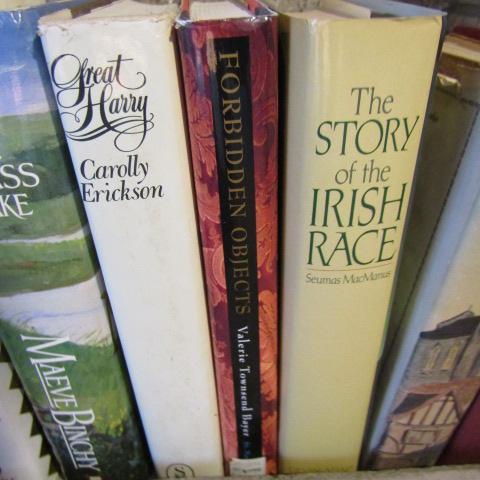 SS
KE
MAEVE BINCHY
Great
Harry
Carolly
Erickson
S
FORBIDDEN OBJECTS
Valerie Townsend Bayer
The
STORY
of the
IRISH
RACE
Seumas MacManus